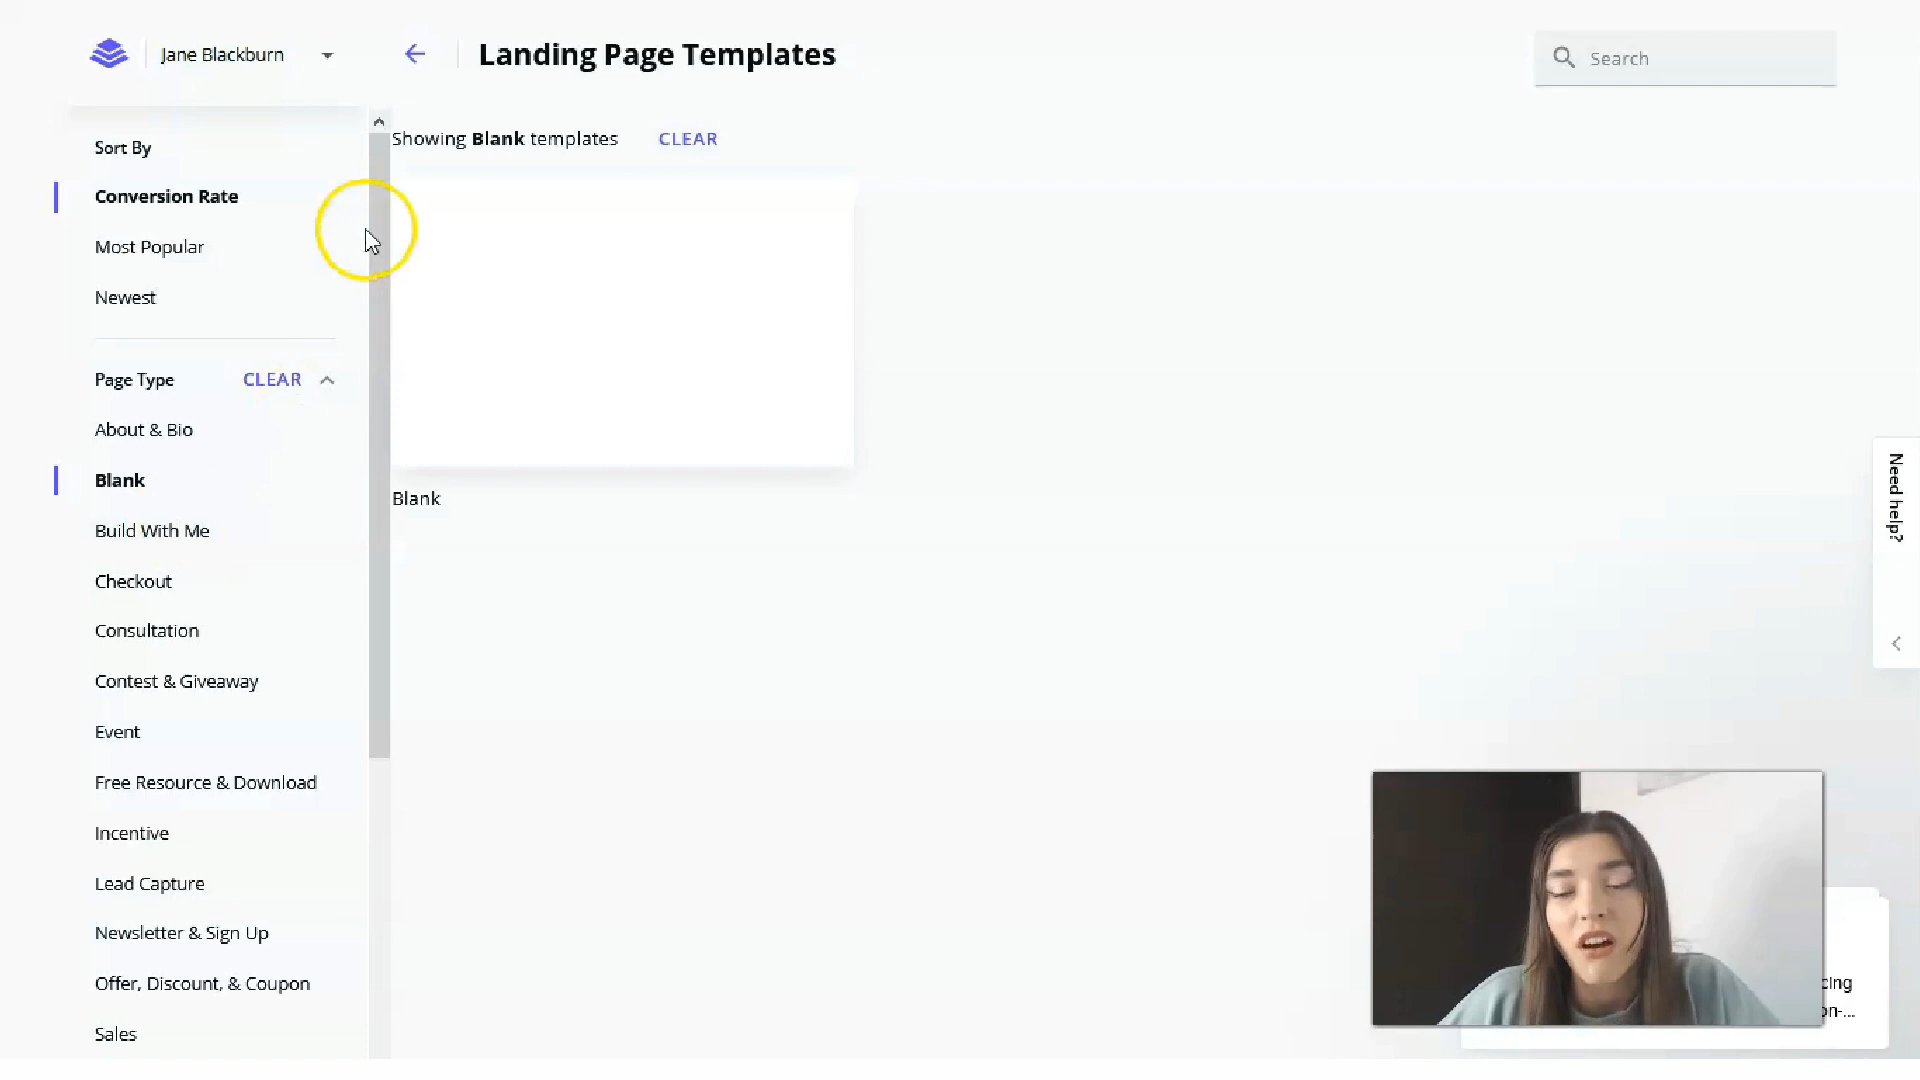 Jane Blackburn
Landing Page Templates
Search
Sort By
Conversion Rate
Most Popular
Newest
Page Type CLEAR
About & Bio
Blank
Build With Me
Checkout
Consultation
Contest & Giveaway
Event
Free Resource & Download
Incentive
Lead Capture
Newsletter & Sign Up
Offer, Discount, & Coupon
Sales
Showing Blank templates CLEAR
Blank
Need help?
cing
on-...